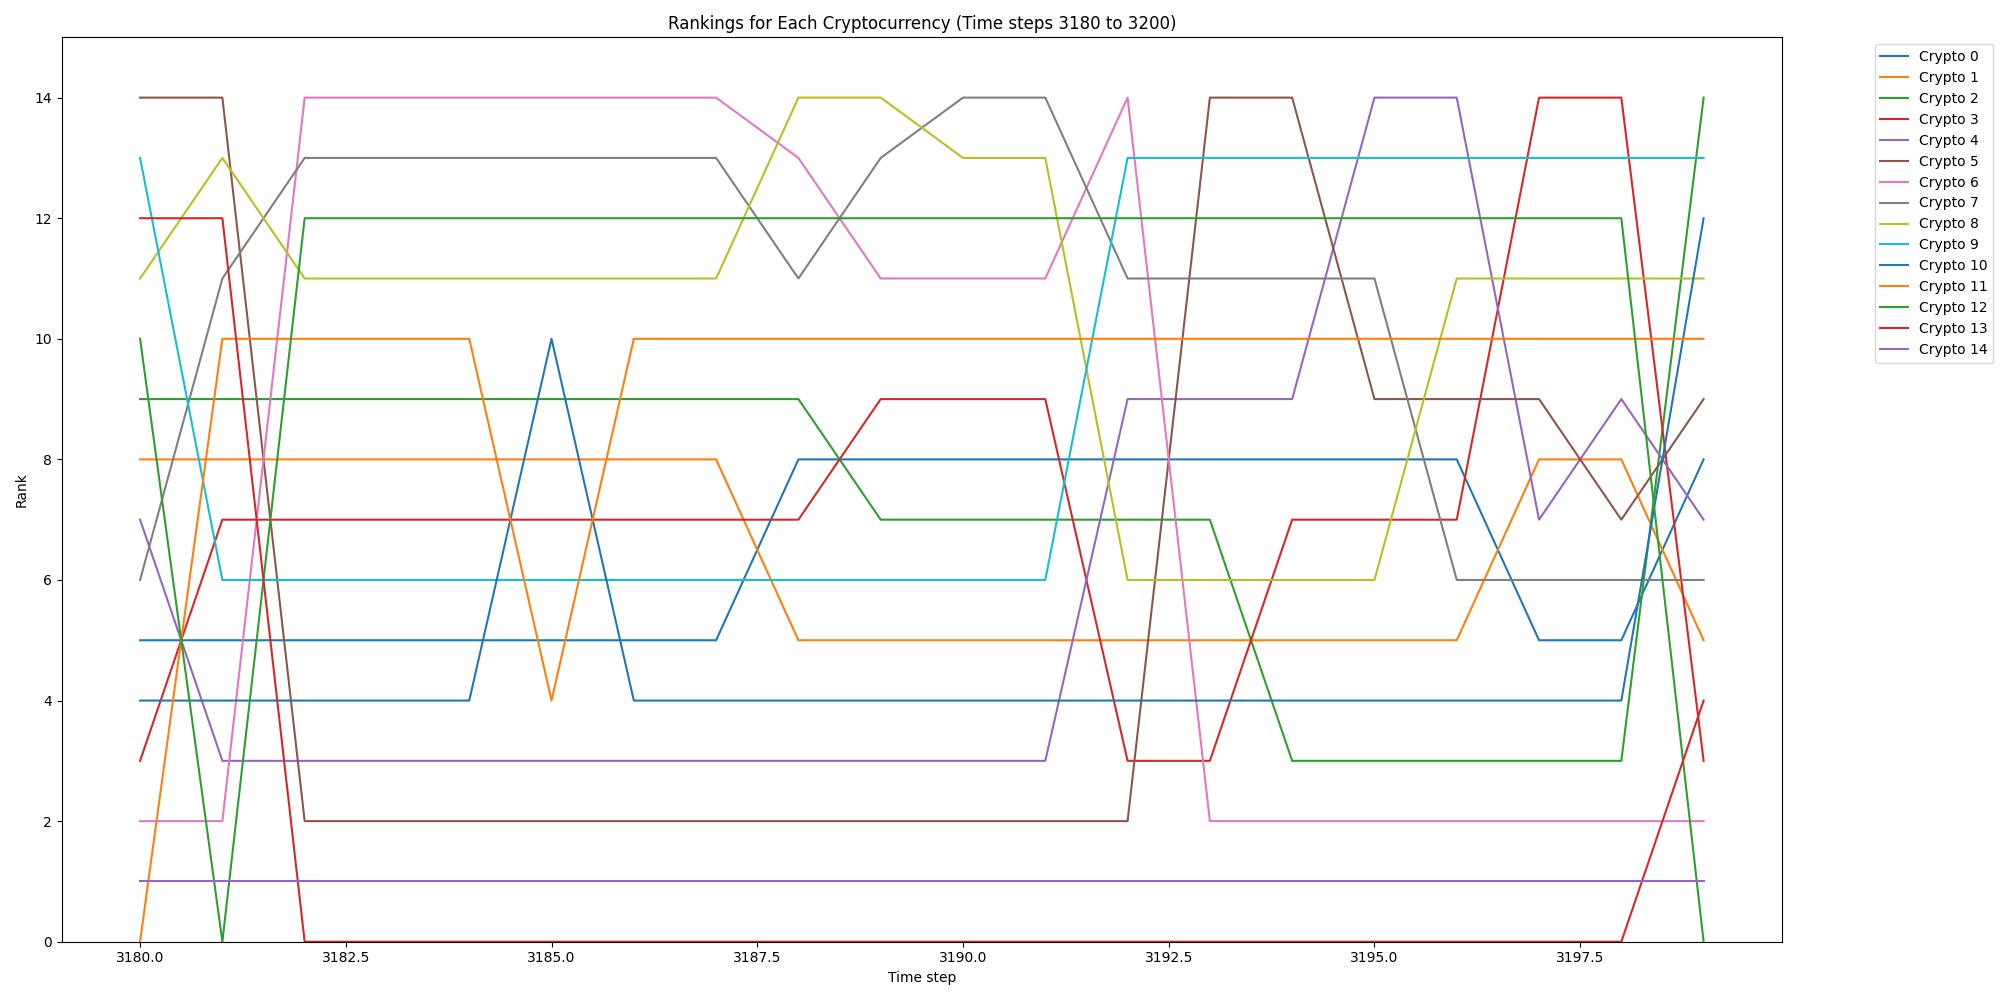 Rankings for Each Cryptocurrency (Time steps 3180 to 3200)
Rank
14
12
10
8
6
4
2
0
3180.0
3182.5
3185.0
3187.5
3190.0
3192.5
3195.0
3197.5
Time step
Crypto 0
Crypto 1
Crypto 2
Crypto 3
Crypto 4
Crypto 5
Crypto 6
Crypto 7
Crypto 8
Crypto 9
Crypto 10
Crypto 11
Crypto 12
Crypto 13
Crypto 14